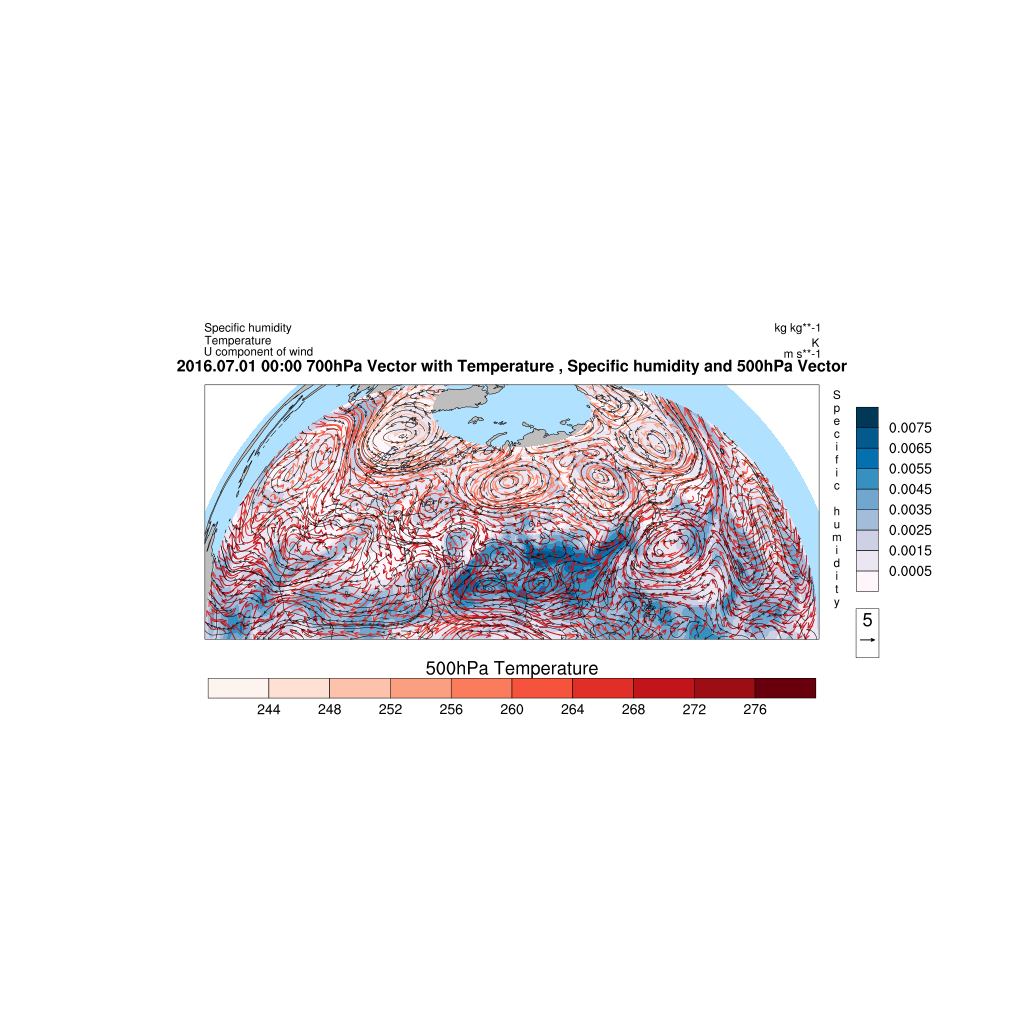 Specific humidity
kg kg**-1
Temperature
K
U component of wind
m s**-1
2016.07.01 00:00 700hPa Vector with Temperature , Specific humidity and 500hPa Vector
Specific humidity
0.0075
0.0065
0.0055
0.0045
0.0035
0.0025
0.0015
0.0005
5
500hPa Temperature
244 248 252 256 260 264 268 272 276